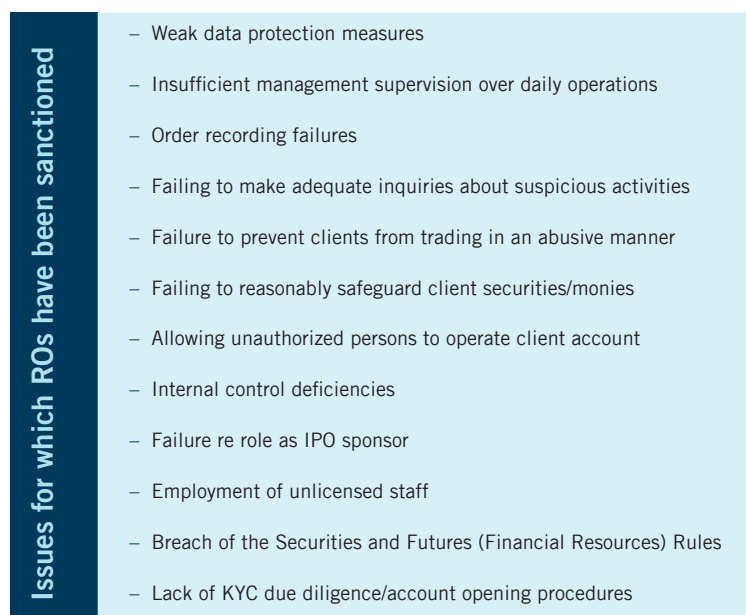 Issues for which ROs have been sanctioned
– Weak data protection measures
– Insufficient management supervision over daily operations
– Order recording failures
– Failing to make adequate inquiries about suspicious activities
– Failure to prevent clients from trading in an abusive manner
– Failing to reasonably safeguard client securities/monies
– Allowing unauthorized persons to operate client account
– Internal control deficiencies
– Failure re role as IPO sponsor
– Employment of unlicensed staff
– Breach of the Securities and Futures (Financial Resources) Rules
– Lack of KYC due diligence/account opening procedures